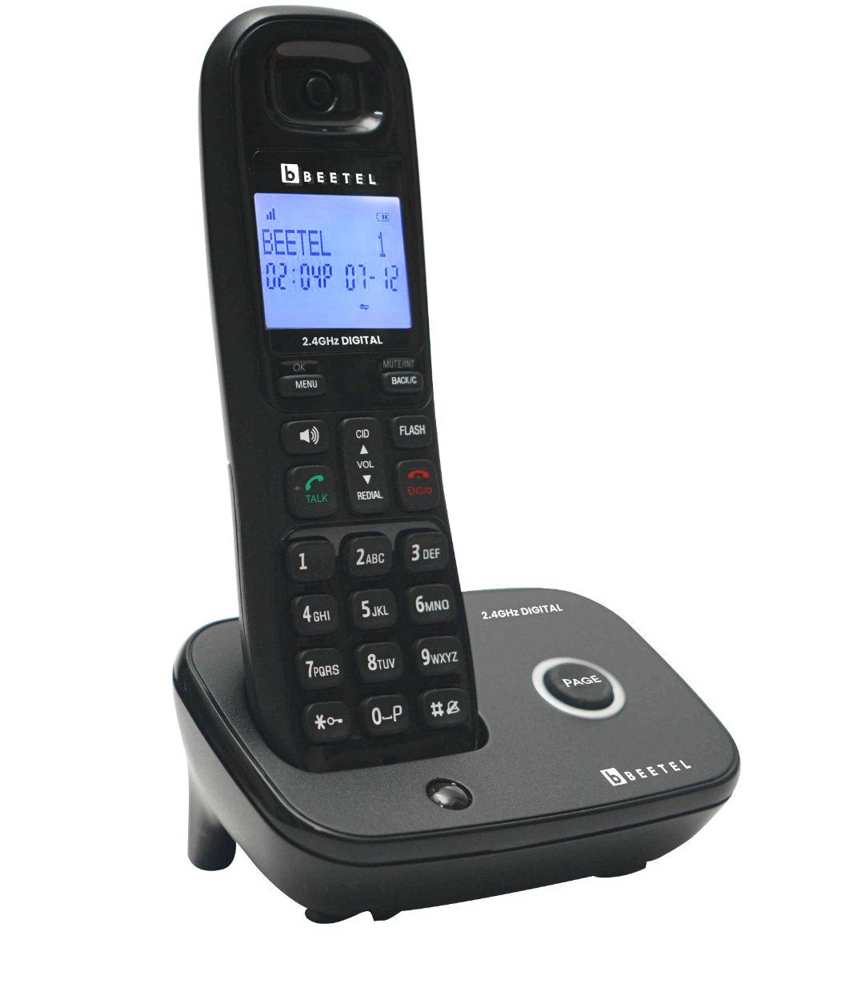 b BEETEL
BEETEL 1
02:04P 07-12
2.4GHz DIGITAL
OK
MENU
MUTE/INT
BACK/C
CID
VOL
REDIAL
FLASH
TALK
END/
1
2ABC
3DEF
4GHI
5JKL
6MNO
7PQRS
8TUV
9WXYZ
*
0 P
#
2.4GHz DIGITAL
PAGE
b BEETEL